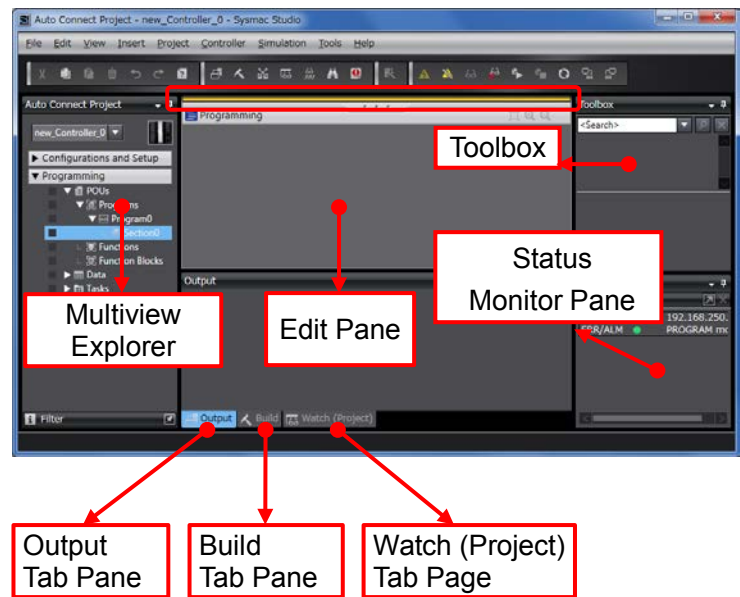 Auto Connect Project - new_Controller_0 - Sysmac Studio
File Edit View Insert Project Controller Simulation Tools Help
Auto Connect Project
new_Controller_0
Configurations and Setup
Programming
POUs
Programs
Program0
Section0
Functions
Function Blocks
Data
Tasks
Filter
Programming
Toolbox
<Search>
Toolbox
Output
Status
Monitor Pane
Multiview
Explorer
Edit Pane
192.168.250.
ERR/ALM PROGRAM mo
Output Build Watch (Project)
Output
Tab Pane
Build
Tab Pane
Watch (Project)
Tab Page